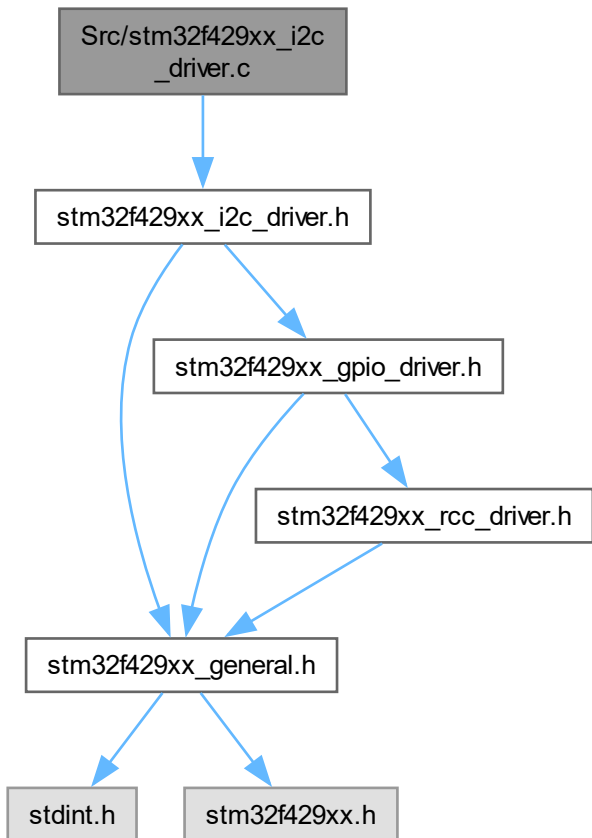 Src/stm32f429xx_i2c
_driver.c
stm32f429xx_i2c_driver.h
stm32f429xx_gpio_driver.h
stm32f429xx_rcc_driver.h
stm32f429xx_general.h
stdint.h
stm32f429xx.h